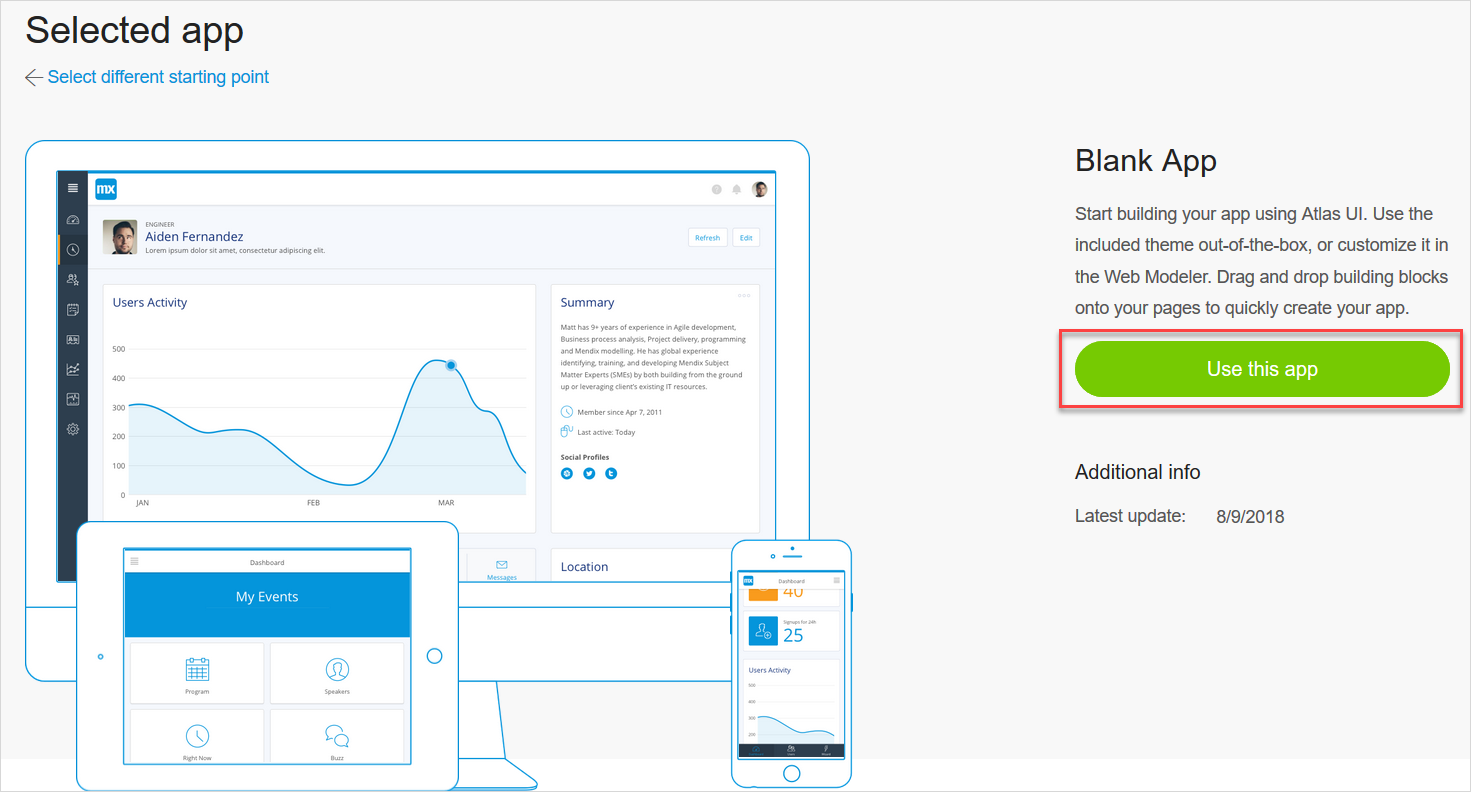 Selected app
Select different starting point
Blank App
Start building your app using Atlas UI. Use the
included theme out-of-the-box, or customize it in
the Web Modeler. Drag and drop building blocks
onto your pages to quickly create your app.
Use this app
Additional info
Latest update: 8/9/2018
mx
ENGINEER
Aiden Fernandez
Lorem ipsum dolor sit amet, consectetur adipiscing elit.
Refresh
Edit
Users Activity
500
400
300
200
100
0
JAN FEB MAR
Summary
Matt has 9+ years of experience in Agile development,
Business process analysis, Project delivery, programming
and Mendix modelling. He has global experience
identifying, training, and developing Mendix Subject
Matter Experts (SMEs) by both building from the ground
up or leveraging client's existing IT resources.
Member since Apr 7, 2011
Last active: Today
Social Profiles
Messages
Location
Dashboard
My Events
Program
Speakers
Right Now
Buzz
mx
Dashboard
40
Signups for 24h
25
Users Activity
500
400
300
200